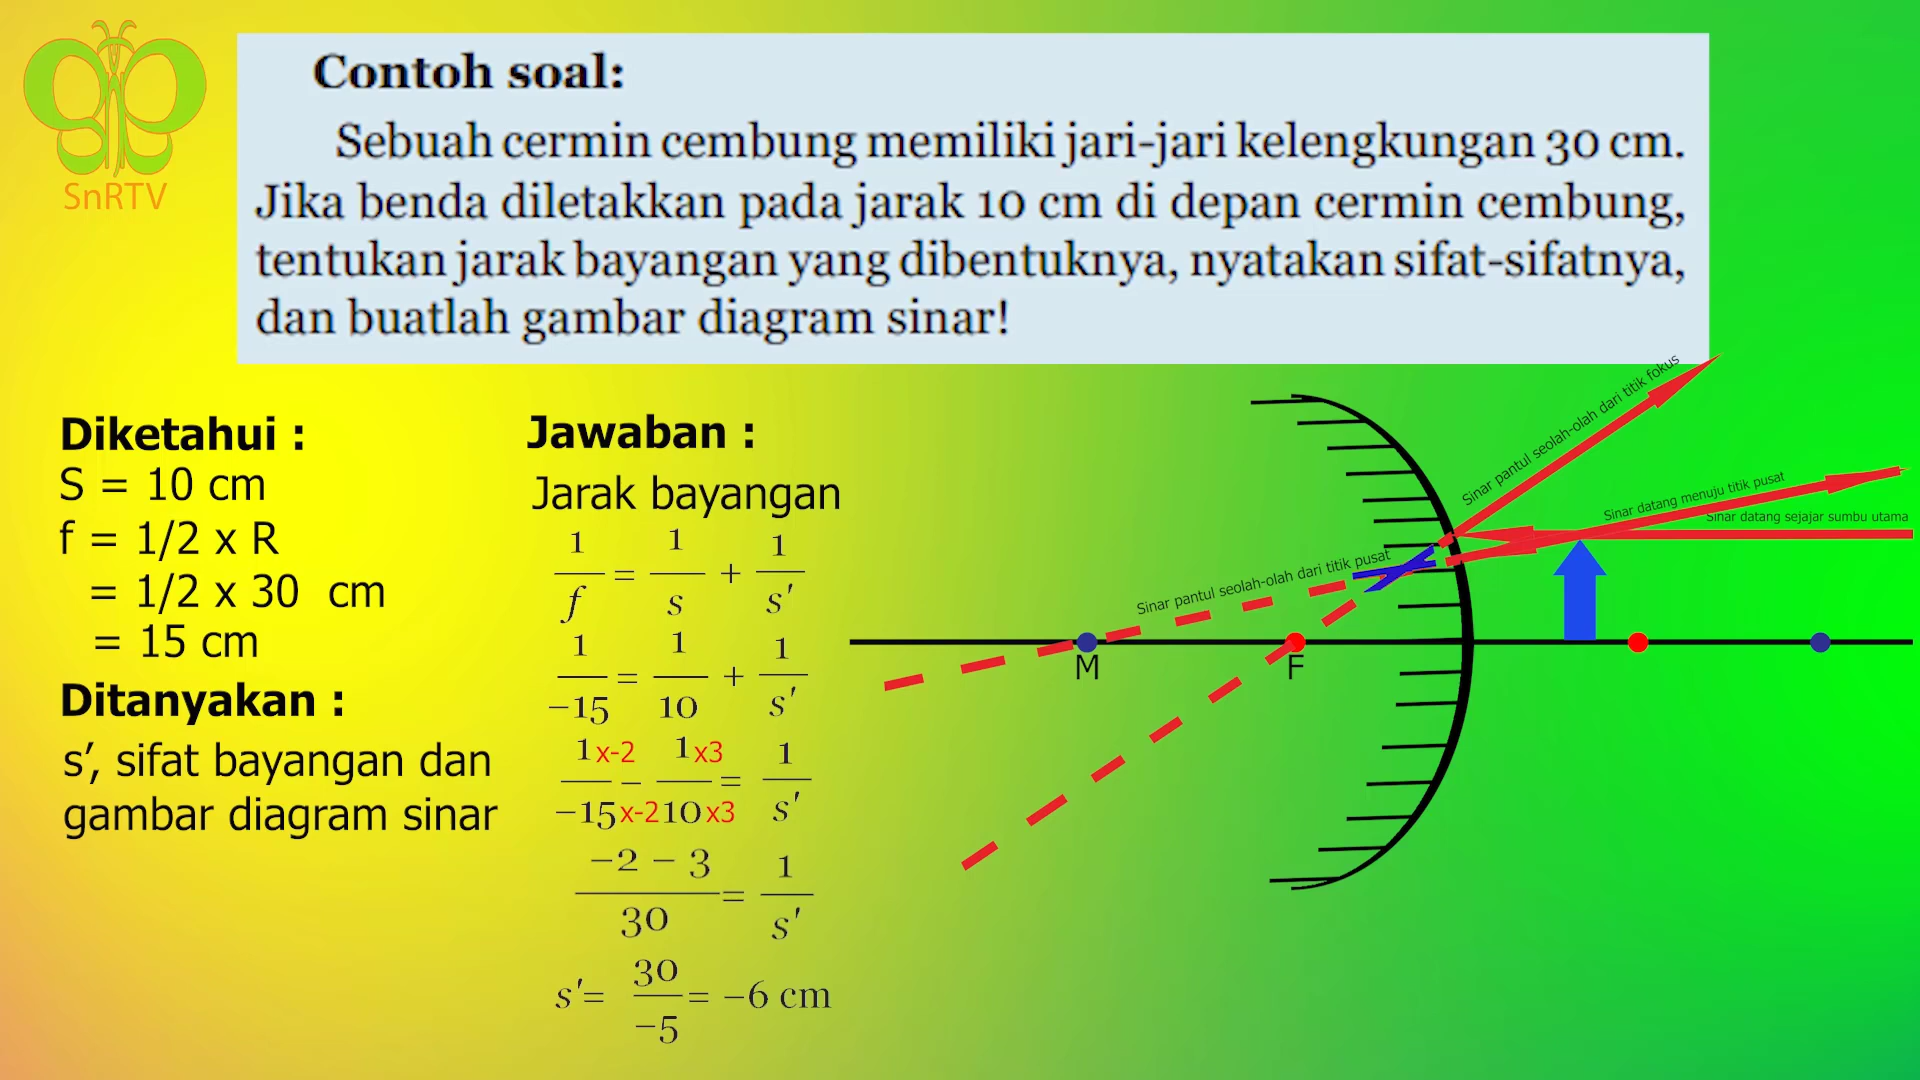 SnRTV
Contoh soal:
Sebuah cermin cembung memiliki jari-jari kelengkungan 30 cm.
Jika benda diletakkan pada jarak 10 cm di depan cermin cembung,
tentukan jarak bayangan yang dibentuknya, nyatakan sifat-sifatnya,
dan buatlah gambar diagram sinar!
Diketahui :
S = 10 cm
f = 1/2 x R
= 1/2 x 30 cm
= 15 cm
Ditanyakan :
s’, sifat bayangan dan
gambar diagram sinar
Jawaban :
Jarak bayangan
1/f = 1/s + 1/s'
1/−15 = 1/10 + 1/s'
1x-2/−15x-2 − 1x3/10x3 = 1/s'
−2 − 3/30 = 1/s'
s'= 30/−5 = −6 cm
Sinar pantul seolah-olah dari titik fokus
Sinar datang menuju titik pusat
Sinar datang sejajar sumbu utama
Sinar pantul seolah-olah dari titik pusat
M
F